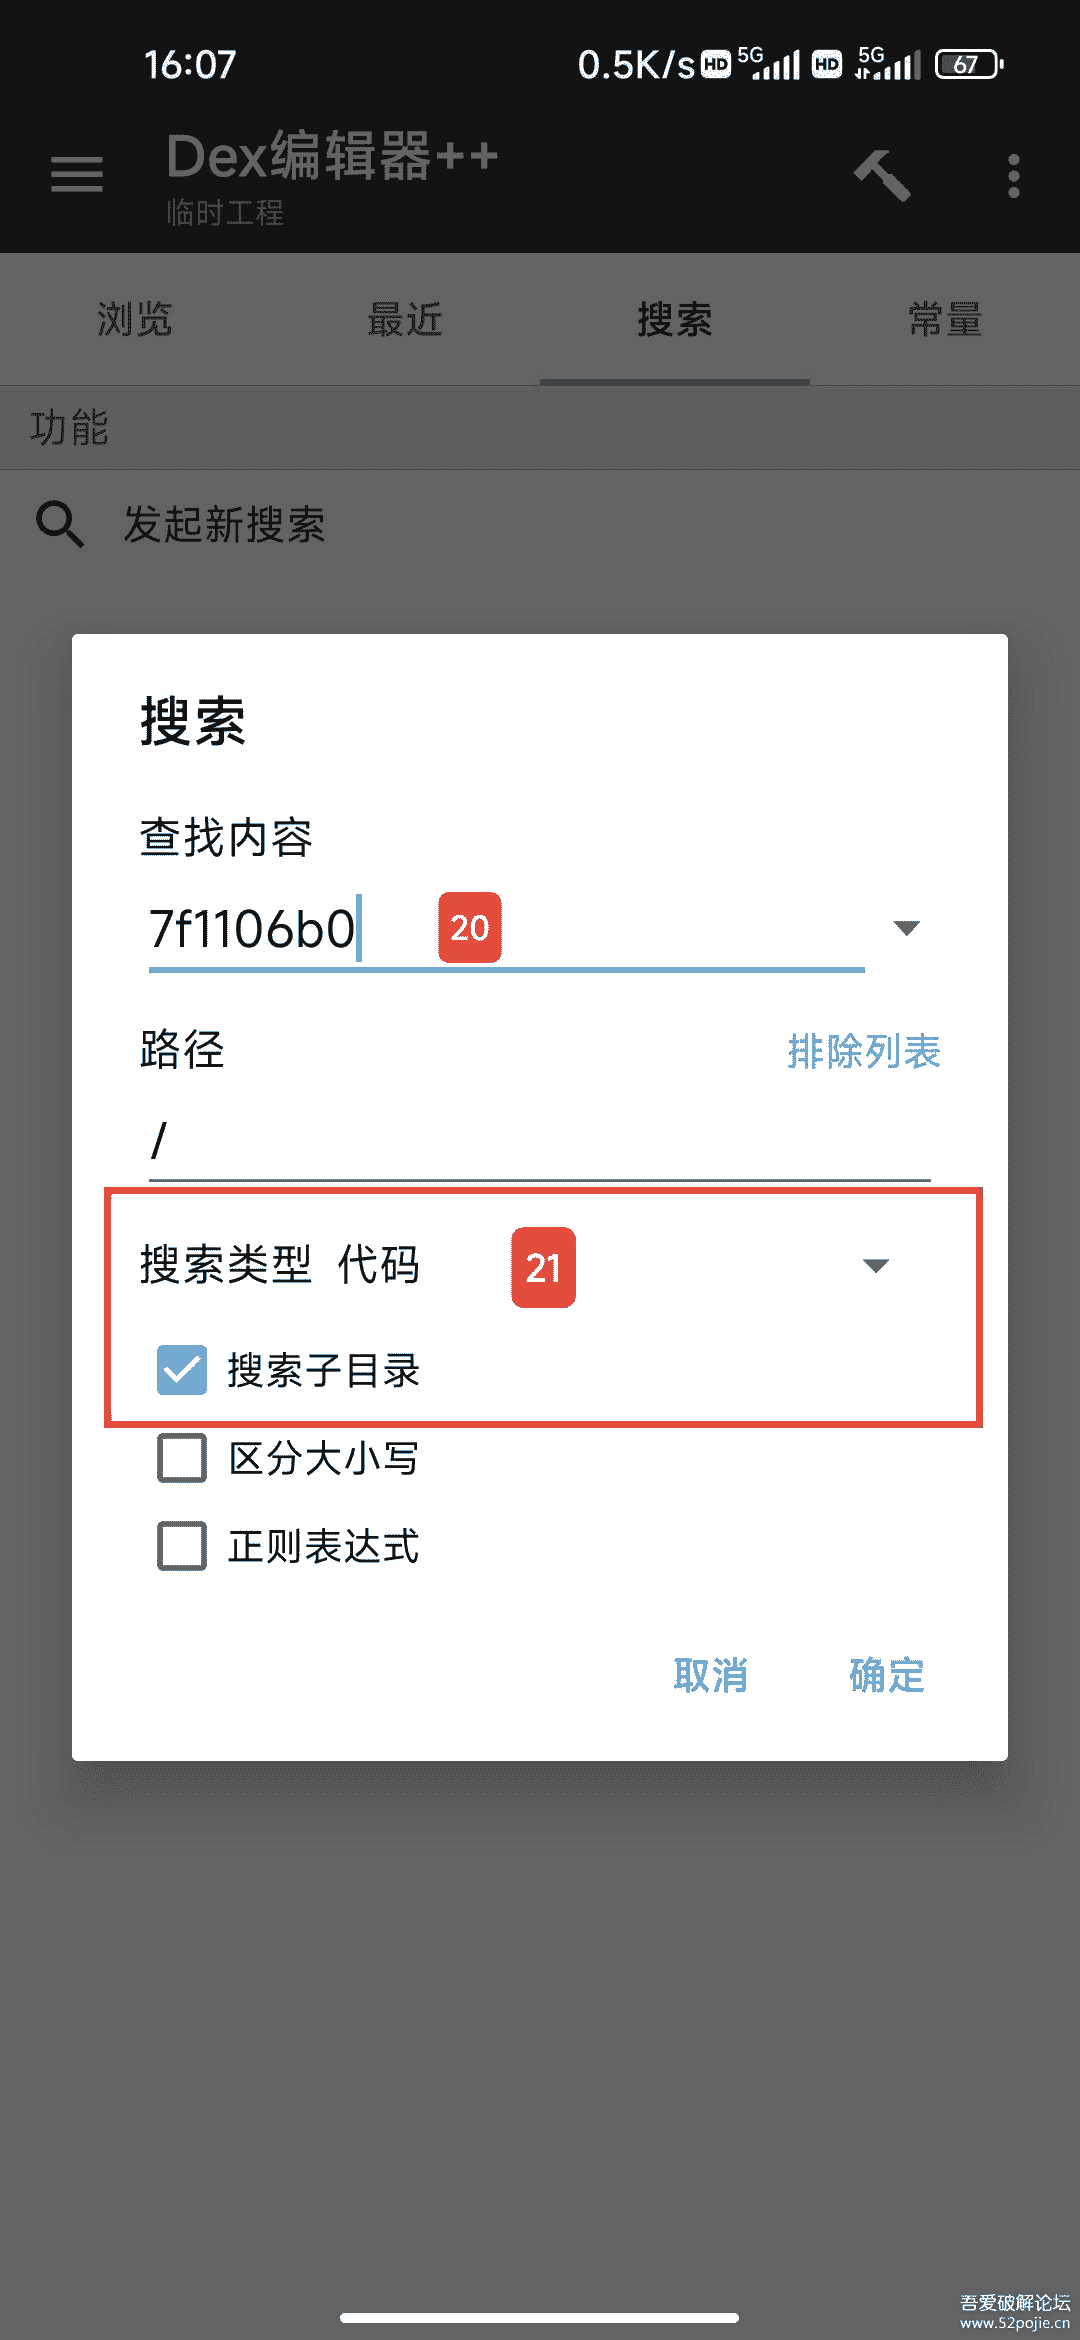 16:07 0.5K/s HD 5G HD 5G 67
Dex编辑器++
临时工程
浏览 最近 搜索 常量
功能
发起新搜索
搜索
查找内容
7f1106b0 20
路径 排除列表
/
搜索类型 代码 21
搜索子目录
区分大小写
正则表达式
取消 确定
吾爱破解论坛
www.52pojie.cn